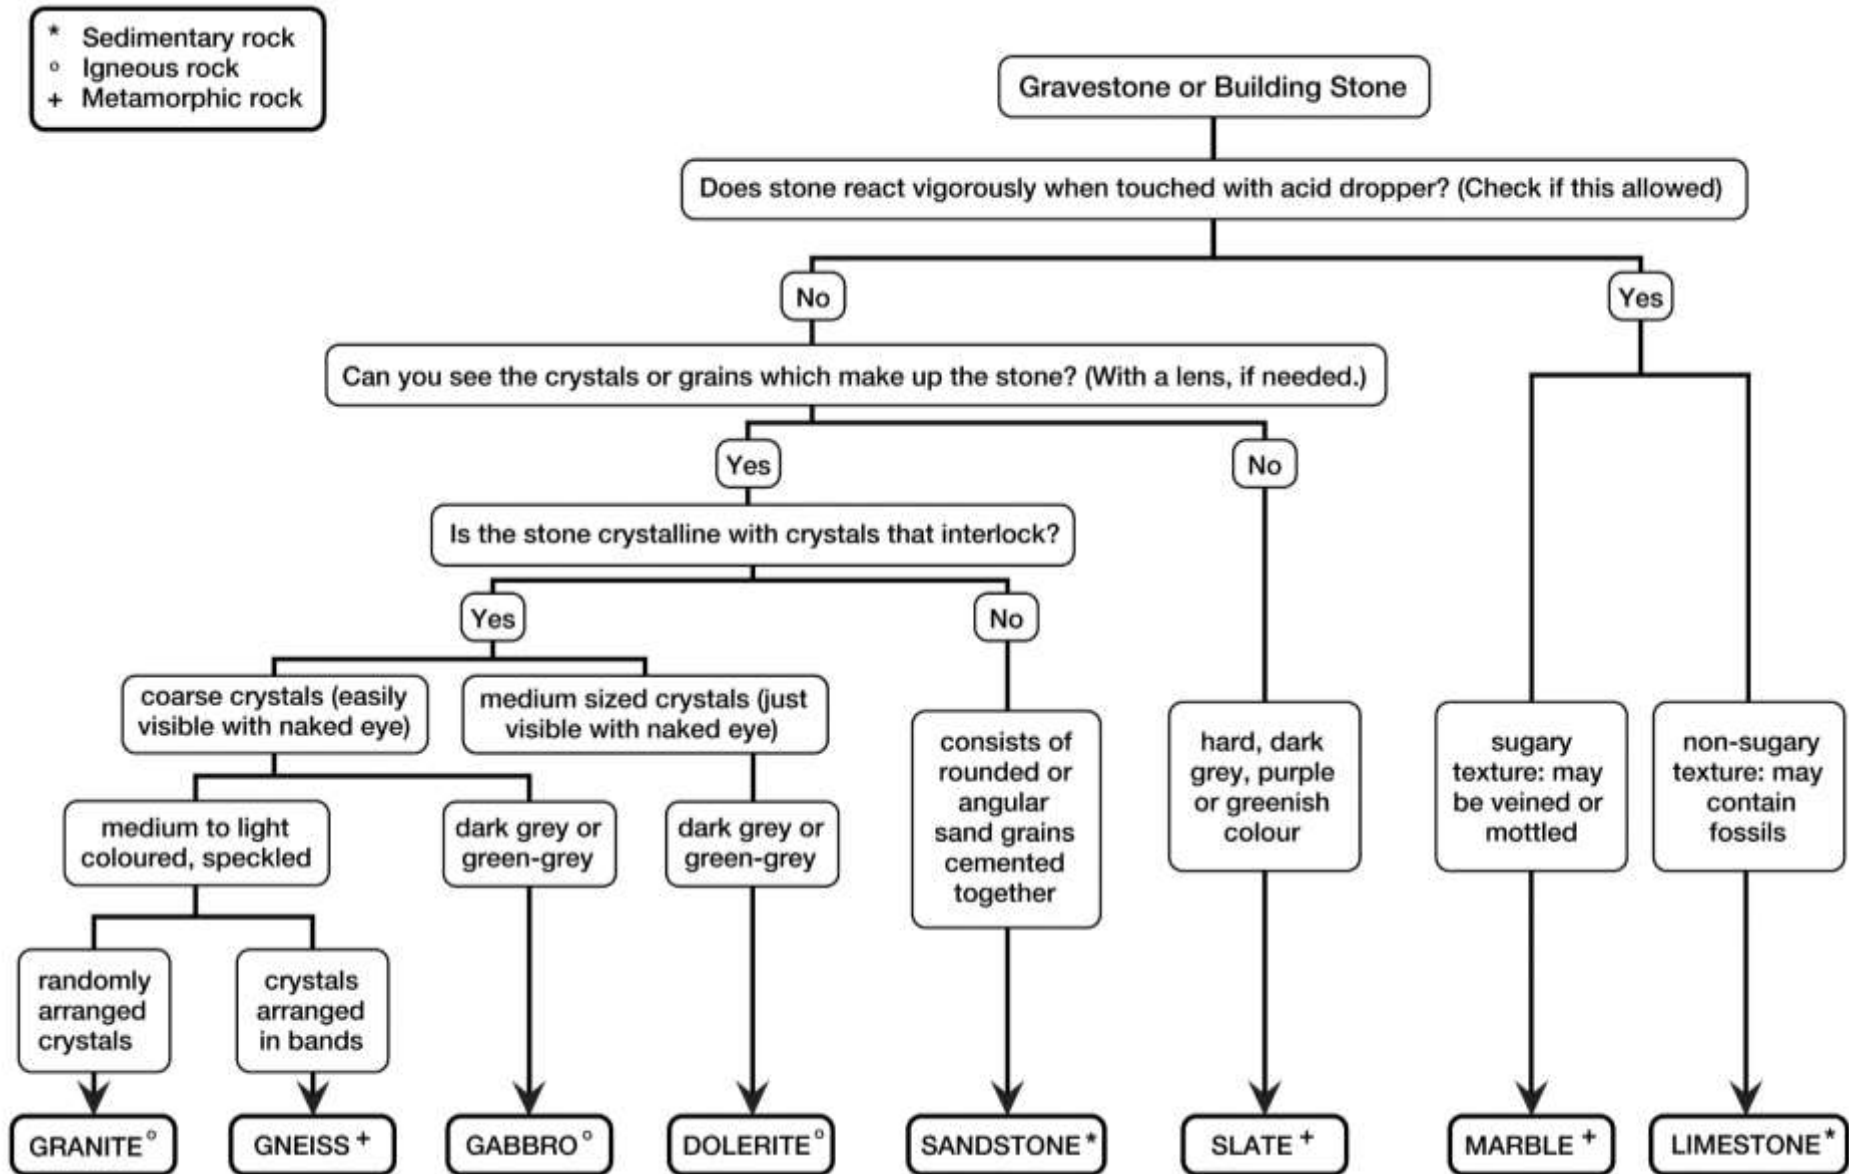 * Sedimentary rock
o Igneous rock
+ Metamorphic rock
Gravestone or Building Stone
Does stone react vigorously when touched with acid dropper? (Check if this allowed)
No
Yes
Can you see the crystals or grains which make up the stone? (With a lens, if needed.)
Yes
No
Is the stone crystalline with crystals that interlock?
Yes
No
coarse crystals (easily
visible with naked eye)
medium sized crystals (just
visible with naked eye)
consists of
rounded or
angular
sand grains
cemented
together
hard, dark
grey, purple
or greenish
colour
sugary
texture: may
be veined or
mottled
non-sugary
texture: may
contain
fossils
medium to light
coloured, speckled
dark grey or
green-grey
dark grey or
green-grey
randomly
arranged
crystals
crystals
arranged
in bands
GRANITE°
GNEISS +
GABBRO°
DOLERITE°
SANDSTONE*
SLATE +
MARBLE +
LIMESTONE*